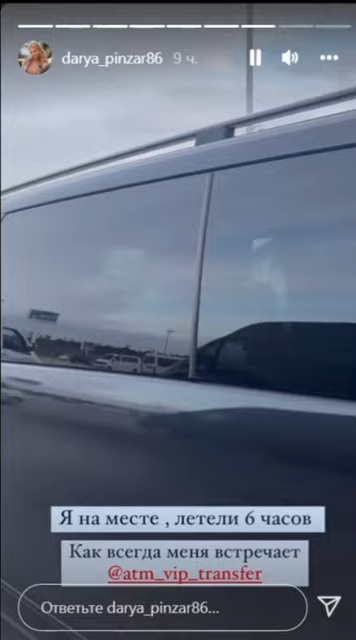 darya_pinzar86 9 ч.
Я на месте , летели 6 часов
Как всегда меня встречает
@atm_vip_transfer
Ответьте darya_pinzar86...